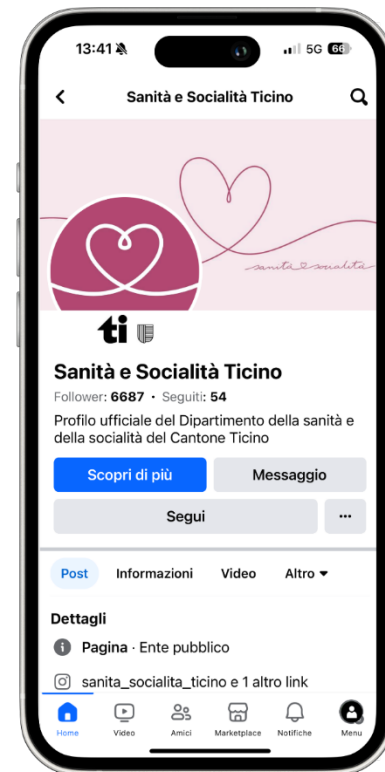 13:41 5G 66
Sanità e Socialità Ticino
sanità e socialità
ti
Sanità e Socialità Ticino
Follower: 6687 · Seguiti: 54
Profilo ufficiale del Dipartimento della sanità e
della socialità del Cantone Ticino
Scopri di più Messaggio
Segui ...
Post Informazioni Video Altro
Dettagli
Pagina · Ente pubblico
sanita_socialita_ticino e 1 altro link
Home Video Amici Marketplace Notifiche Menu